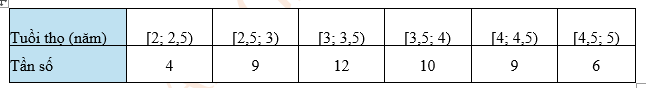 Tuổi thọ (năm) [2; 2,5) [2,5; 3) [3; 3,5) [3,5; 4) [4; 4,5) [4,5; 5)
Tần số 4 9 12 10 9 6